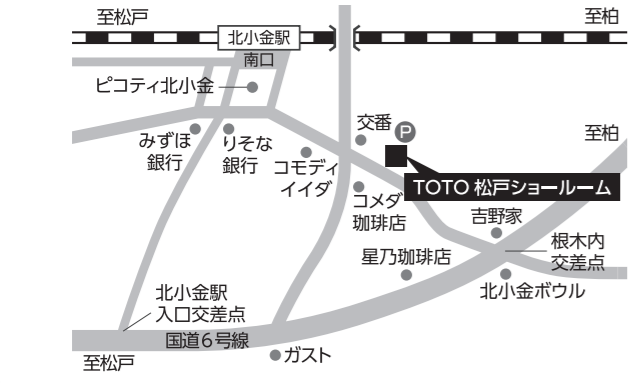 至松戸
至柏
北小金駅
南口
ピコティ北小金
交番
P
至柏
みずほ
銀行
りそな
銀行
コモディ
イイダ
TOTO 松戸ショールーム
コメダ
珈琲店
吉野家
根木内
交差点
星乃珈琲店
北小金ボウル
北小金駅
入口交差点
国道6号線
至松戸
ガスト